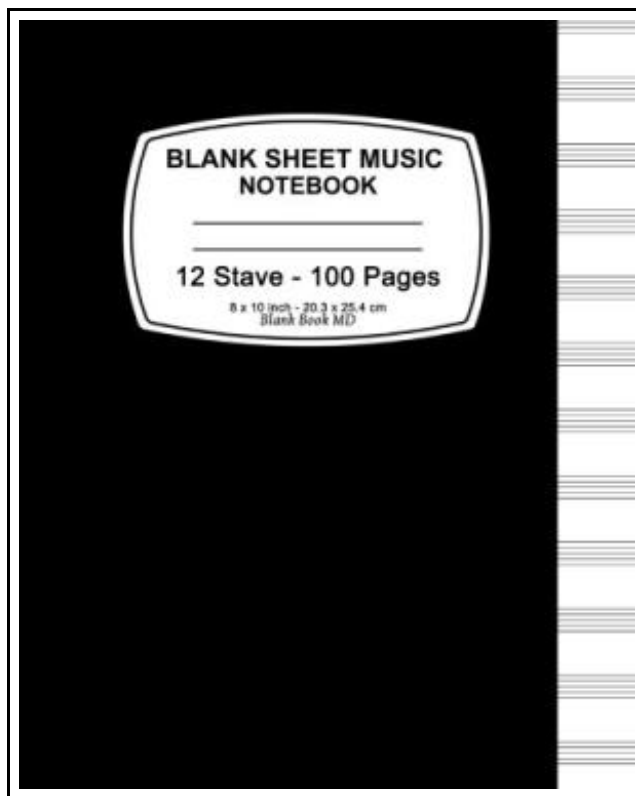 BLANK SHEET MUSIC
NOTEBOOK
12 Stave - 100 Pages
8 x 10 inch - 20.3 x 25.4 cm
Blank Book MD